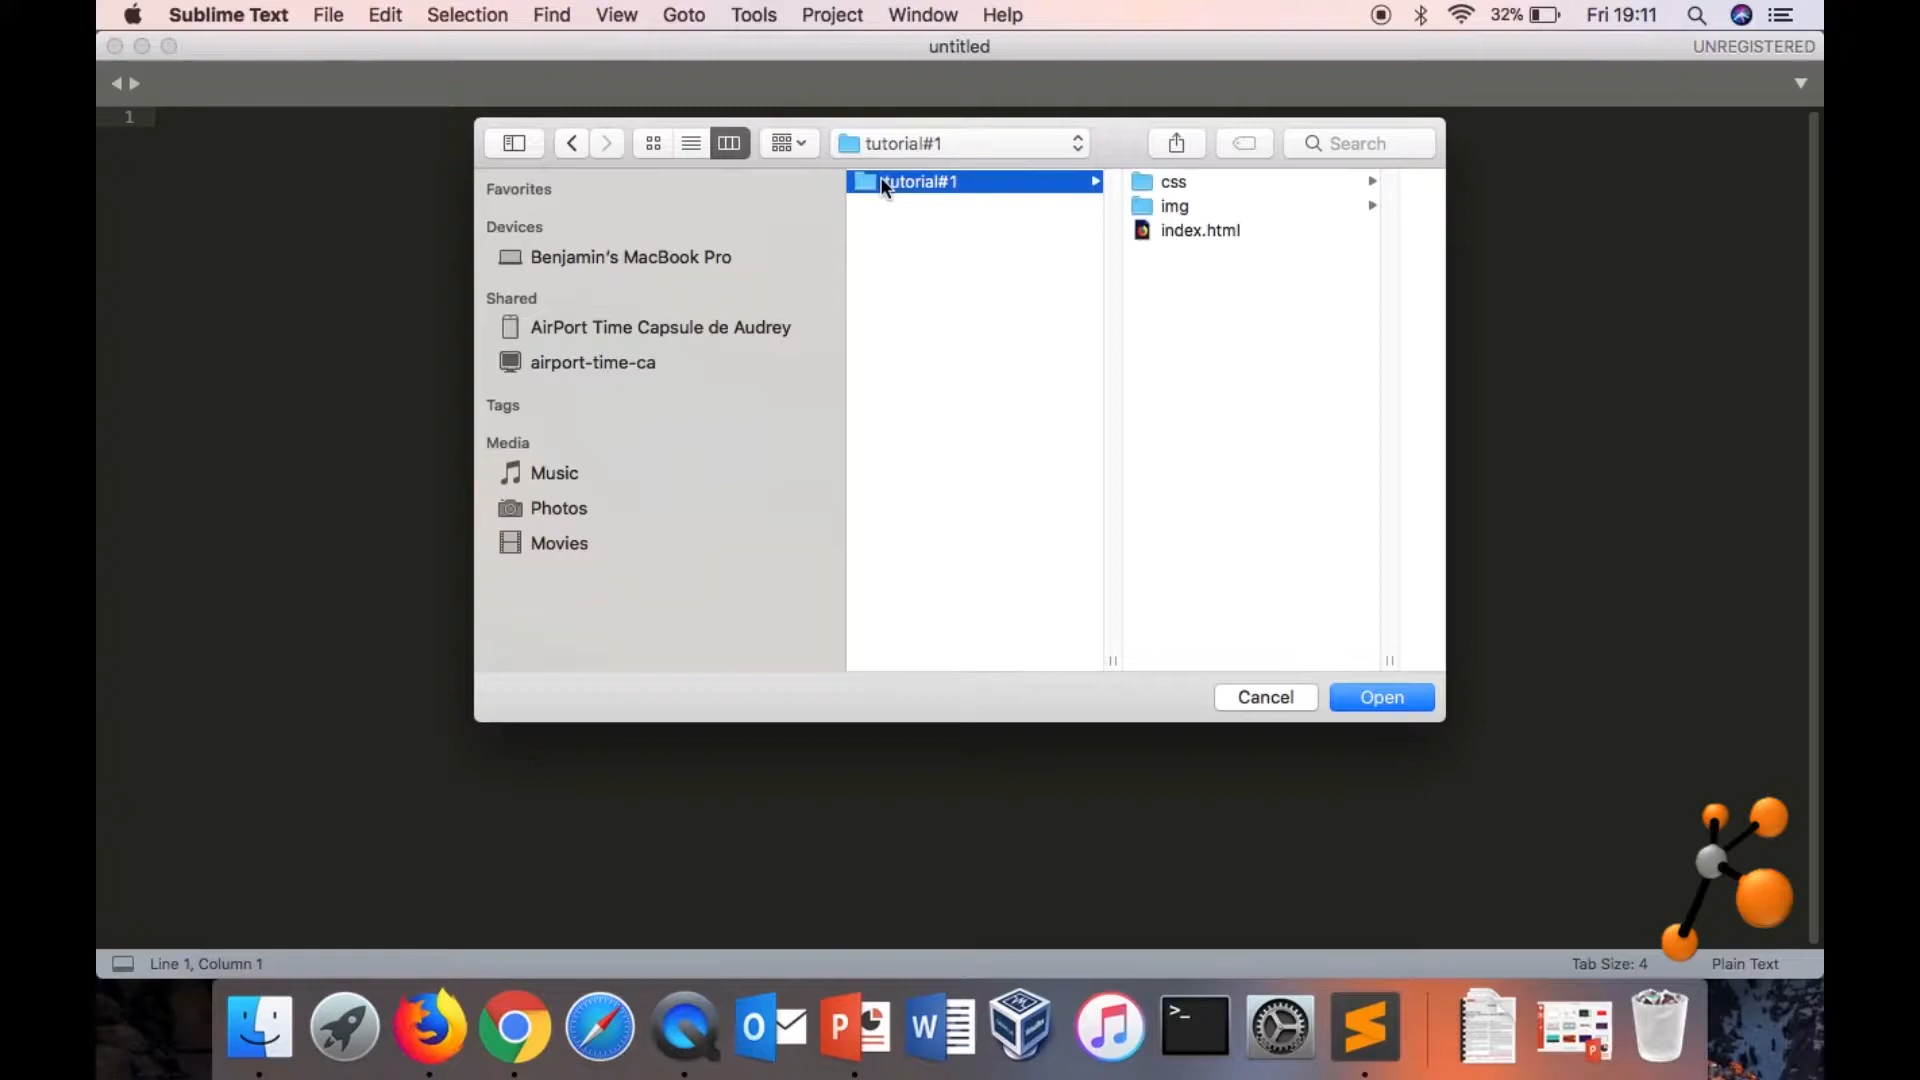 Sublime Text File Edit Selection Find View Goto Tools Project Window Help 32% Fri 19:11
untitled UNREGISTERED
1
tutorial#1 Search
Favorites
Devices
Benjamin's MacBook Pro
Shared
AirPort Time Capsule de Audrey
airport-time-ca
Tags
Media
Music
Photos
Movies
tutorial#1
css
img
index.html
Cancel Open
Line 1, Column 1 Tab Size: 4 Plain Text